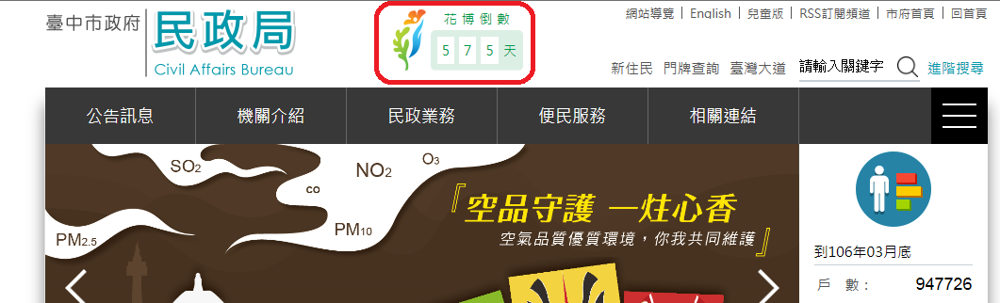 臺中市政府
民政局
Civil Affairs Bureau
花博倒數
575天
網站導覽 | English | 兒童版 | RSS訂閱頻道 | 市府首頁 | 回首頁
新住民 門牌查詢 臺灣大道 請輸入關鍵字 進階搜尋
公告訊息 機關介紹 民政業務 便民服務 相關連結
SO2
NO2
O3
CO
PM10
PM2.5
『空品守護 一炷心香
空氣品質優質環境，你我共同維護』
到106年03月底
戶 數： 947726